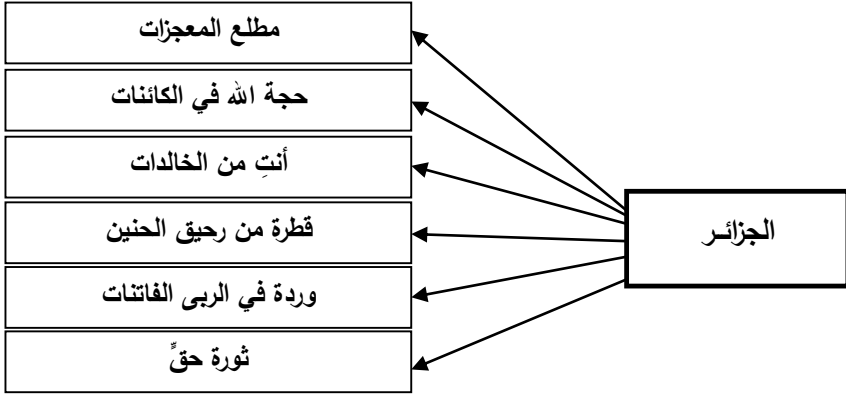 مطلع المعجزات
حجة الله في الكائنات
أنتِ من الخالدات
قطرة من رحيق الحنين
وردة في الربى الفاتنات
ثورة حقٍّ
الجزائـر